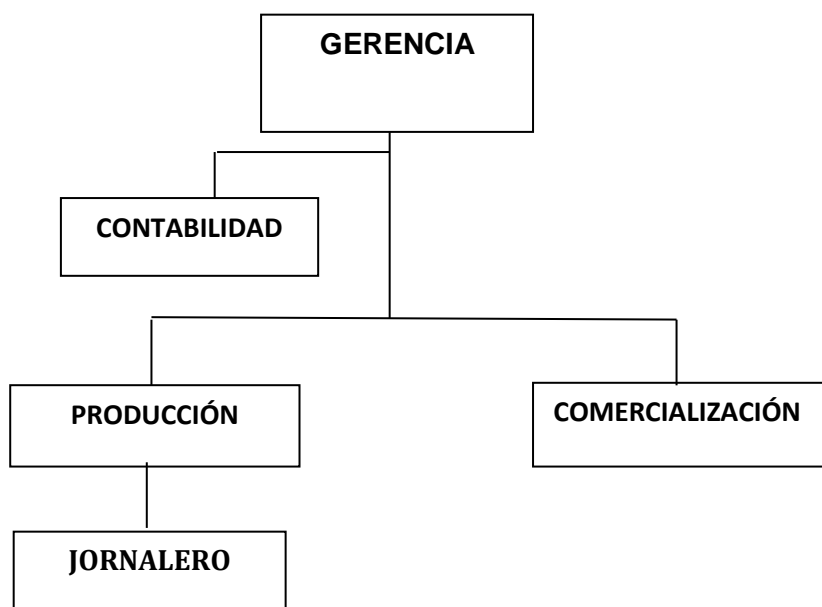 GERENCIA
CONTABILIDAD
PRODUCCIÓN
COMERCIALIZACIÓN
JORNALERO